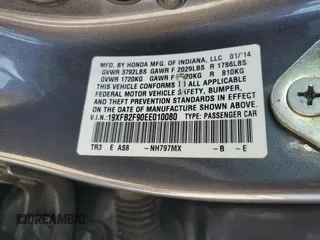 MFD. BY HONDA MFG. OF INDIANA, LLC 01/14
GVWR 3792LBS GAWR F 2029LBS R 1786LBS
GVWR 1720KG GAWR F 920KG R 810KG
THIS VEHICLE CONFORMS TO ALL APPLICABLE
FEDERAL MOTOR VEHICLE SAFETY, BUMPER,
AND THEFT PREVENTION STANDARDS IN EFFECT
ON THE DATE OF MANUFACTURE SHOWN ABOVE.
V.I.N.: 19XFB2F90EE010080 TYPE: PASSENGER CAR
TR3 E AS8 -NH797MX -B -E
© IDREAMBID